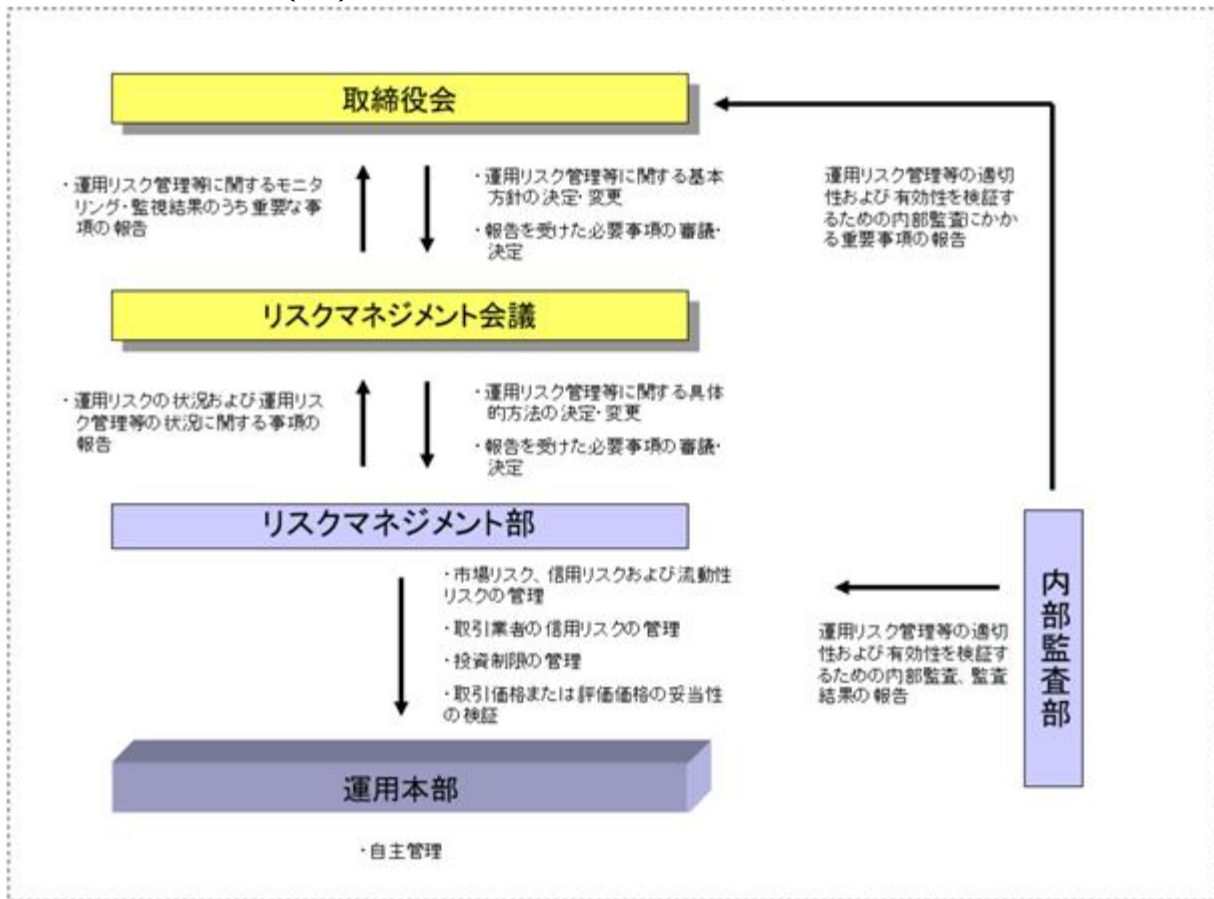 取締役会
・運用リスク管理等に関するモニタ
リング・監視結果のうち重要な事
項の報告
・運用リスク管理等に関する基本
方針の決定・変更
・報告を受けた必要事項の審議・
決定
運用リスク管理等の適切
性および有効性を検証す
るための内部監査にかか
る重要事項の報告
リスクマネジメント会議
・運用リスクの状況および運用リス
ク管理等の状況に関する事項の
報告
・運用リスク管理等に関する具体
的方法の決定・変更
・報告を受けた必要事項の審議・
決定
リスクマネジメント部
・市場リスク、信用リスクおよび流動性
リスクの管理
・取引業者の信用リスクの管理
・投資制限の管理
・取引価格または評価価格の妥当性
の検証
運用リスク管理等の適切
性および有効性を検証す
るための内部監査、監査
結果の報告
内部監査部
運用本部
・自主管理